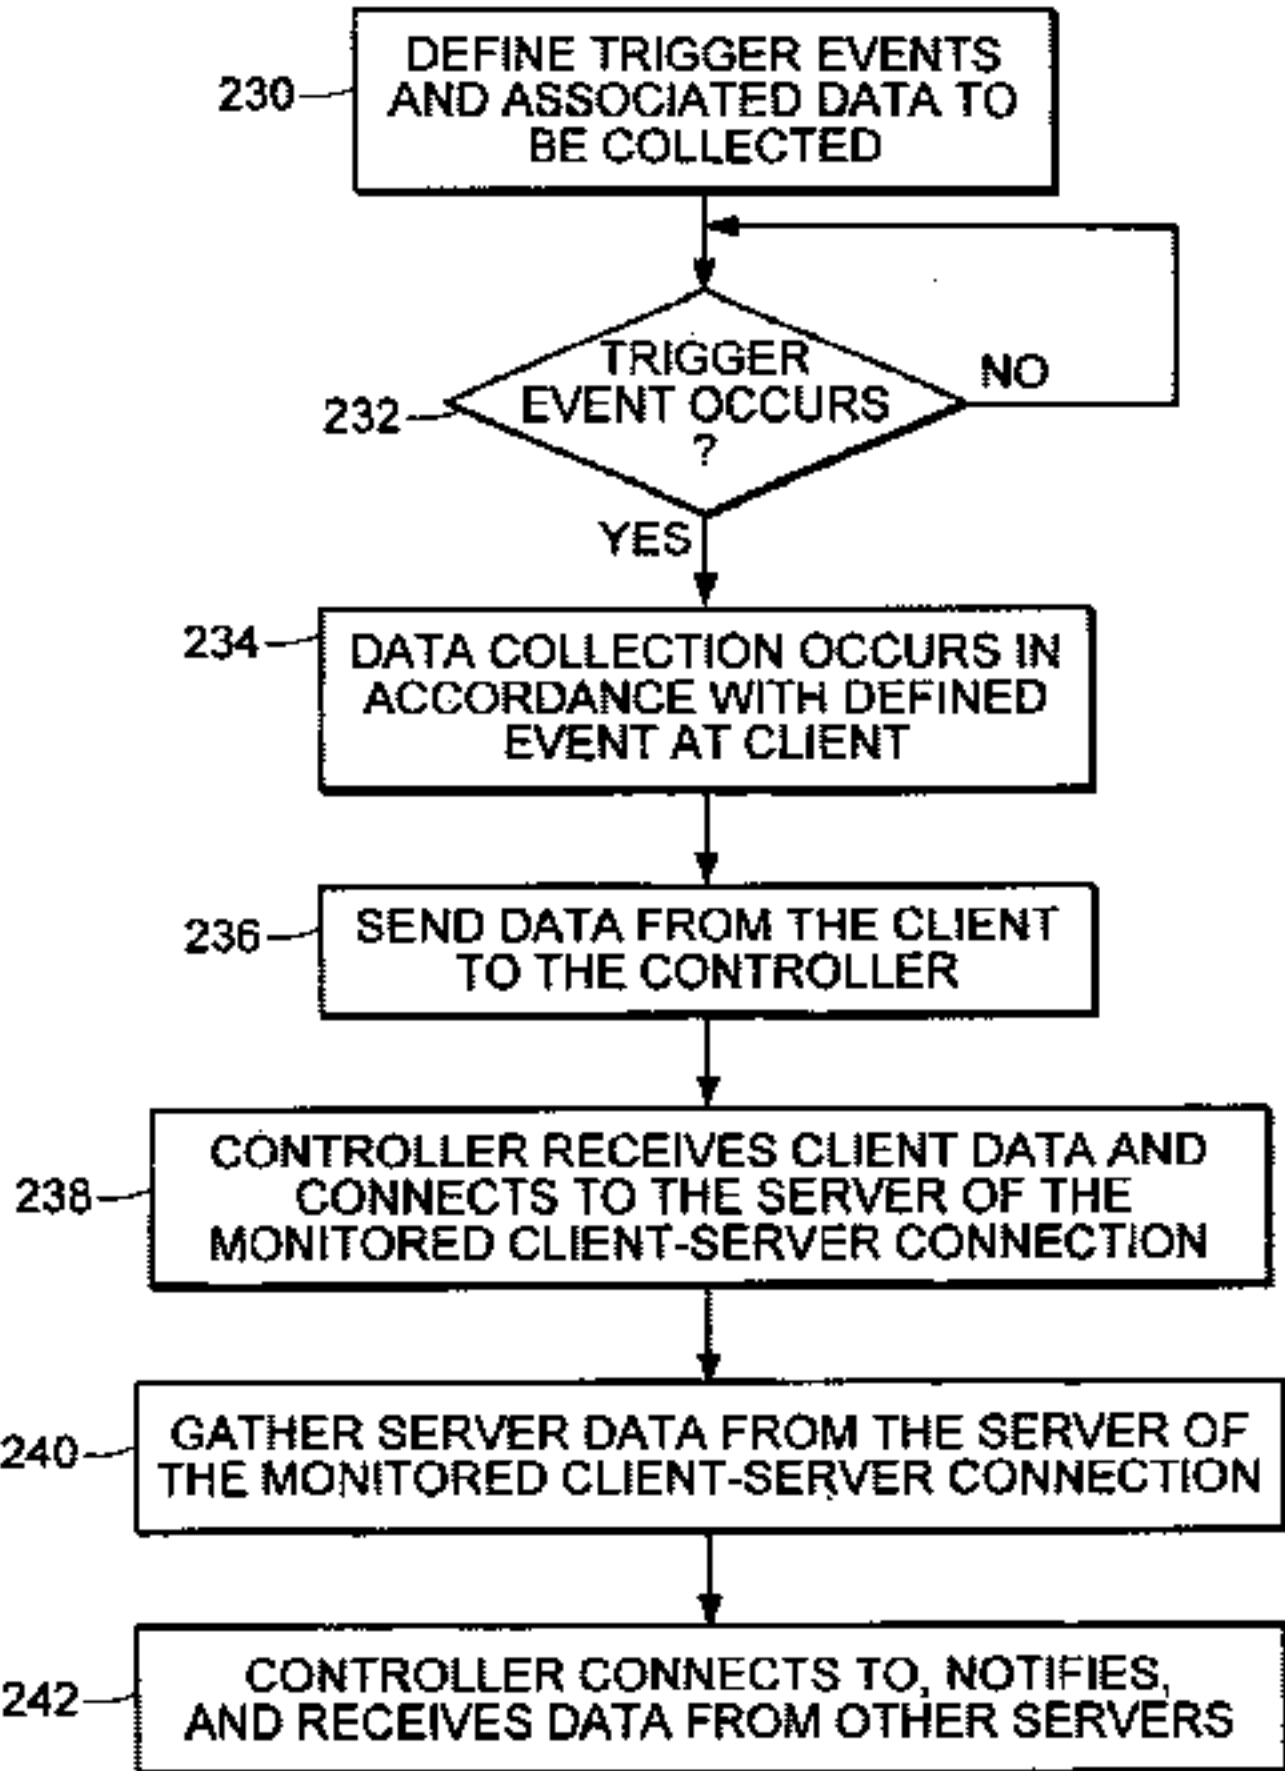 DEFINE TRIGGER EVENTS
230
AND ASSOCIATED DATA TO
BE COLLECTED
TRIGGER
NO
232
EVENT OCCURS
?
YES
234
DATA COLLECTION OCCURS IN
ACCORDANCE WITH DEFINED
EVENT AT CLIENT
236
SEND DATA FROM THE CLIENT
TO THE CONTROLLER
CONTROLLER RECEIVES CLIENT DATA AND
238
CONNECTS TO THE SERVER OF THE
MONITORED CLIENT-SERVER CONNECTION
240
GATHER SERVER DATA FROM THE SERVER OF
THE MONITORED CLIENT-SERVER CONNECTION
242
CONTROLLER CONNECTS TO, NOTIFIES,
AND RECEIVES DATA FROM OTHER SERVERS